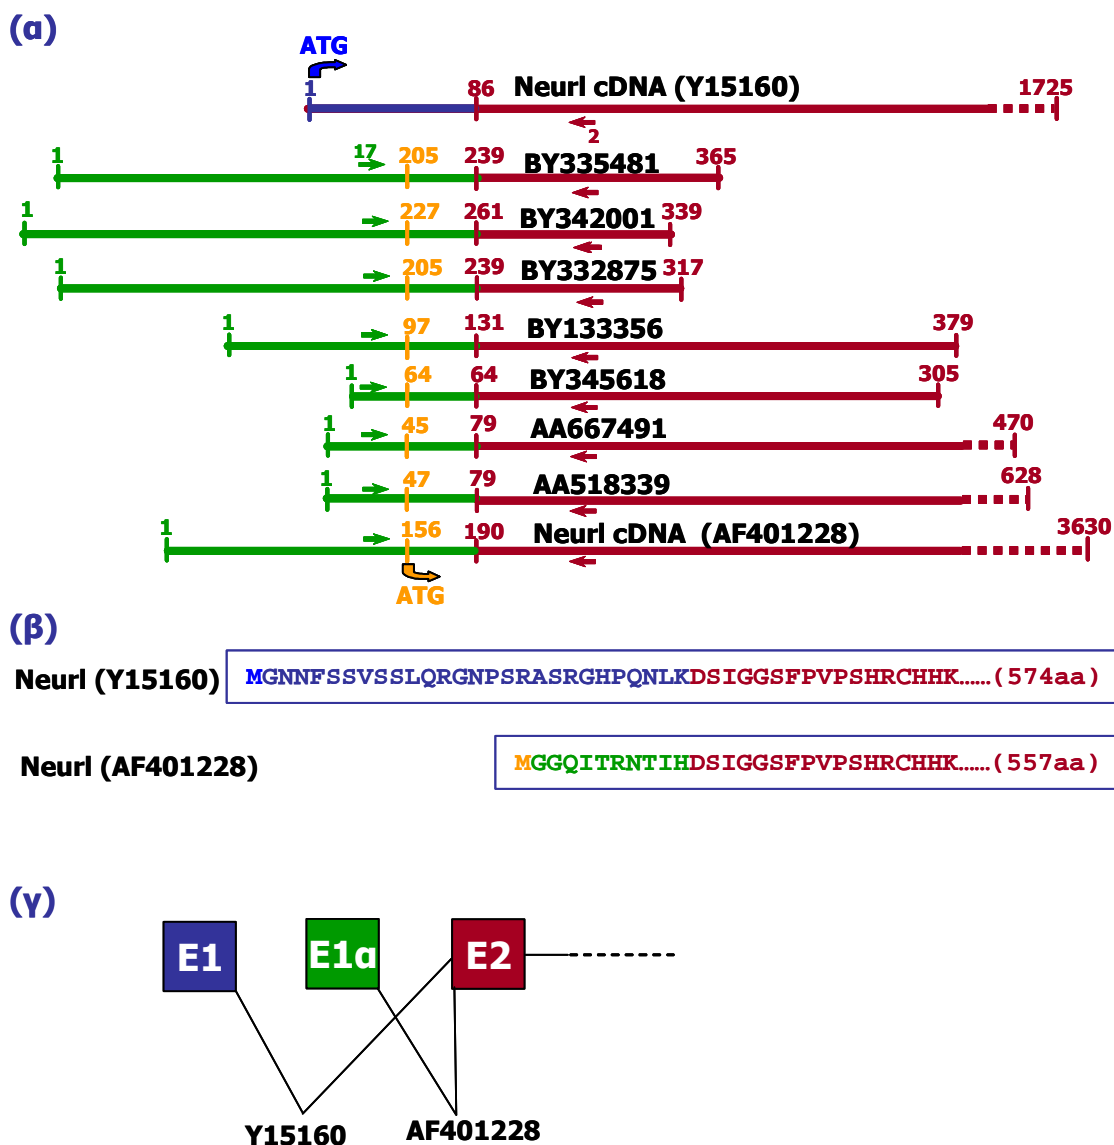 (α)
ATG
1 86 Neurl cDNA (Y15160) 1725
2
1 17 205 239 BY335481 365
1 227 261 BY342001 339
1 205 239 BY332875 317
1 97 131 BY133356 379
1 64 64 BY345618 305
1 45 79 AA667491 470
1 47 79 AA518339 628
1 156 190 Neurl cDNA (AF401228) 3630
ATG
(β)
Neurl (Y15160) MGNNFSSVSSLQRGNPSRASRGHPQNLKDSIGGSFPVPSHRCHHK......(574aa)
Neurl (AF401228) MGGQITRNTIHDSIGGSFPVPSHRCHHK......(557aa)
(γ)
E1 E1α E2
Y15160 AF401228